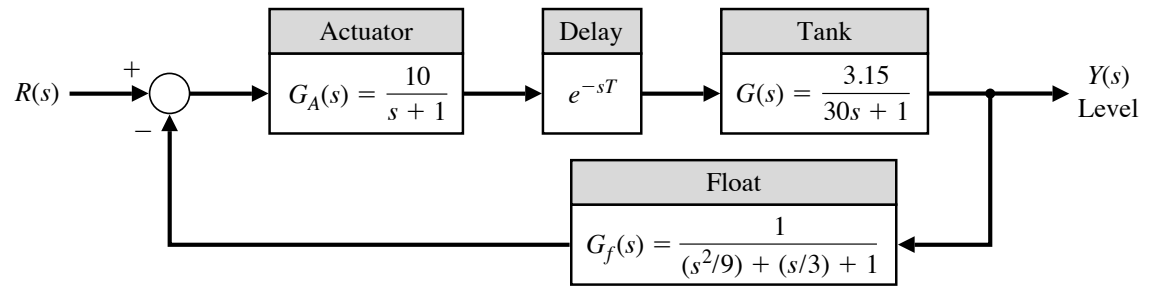 Actuator
Delay
Tank
R(s)
+
−
G_A(s) = 10 / (s + 1)
e^{−sT}
G(s) = 3.15 / (30s + 1)
Y(s)
Level
Float
G_f(s) = 1 / ((s^2/9) + (s/3) + 1)